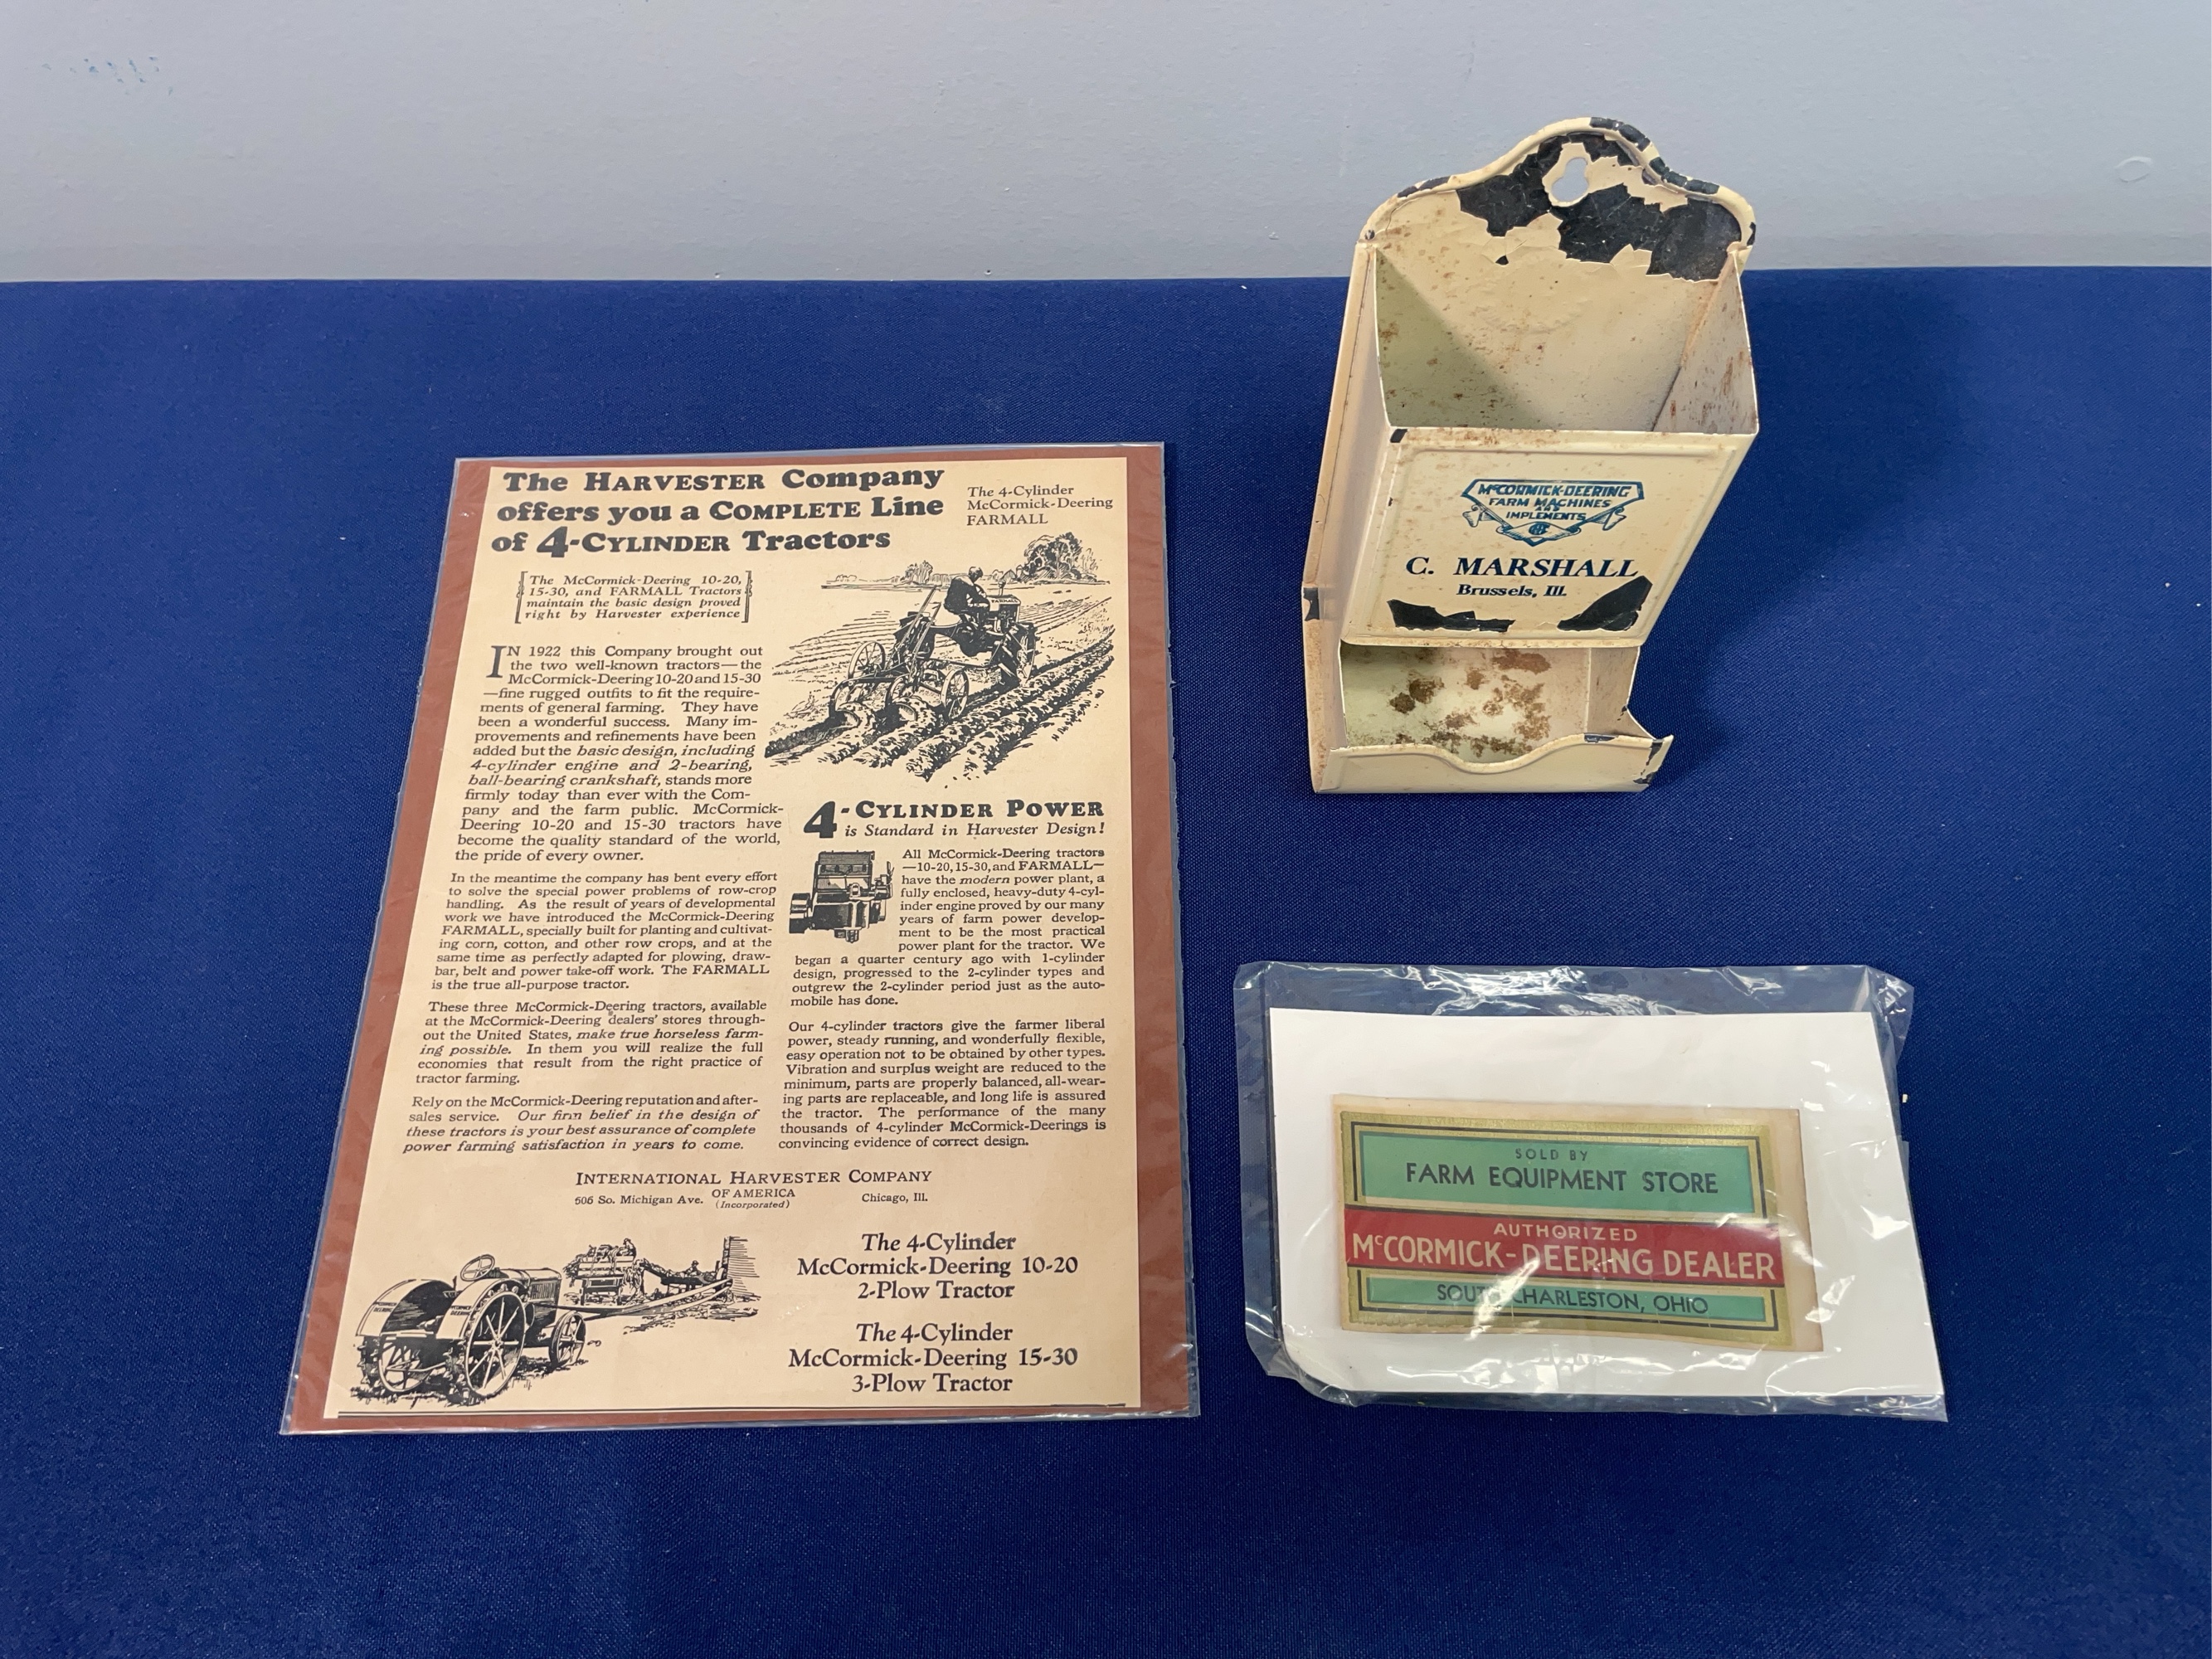 The HARVESTER Company
offers you a COMPLETE Line
of 4-CYLINDER Tractors
The 4-Cylinder
McCormick-Deering
FARMALL
The McCormick-Deering 10-20,
15-30, and FARMALL Tractors
maintain the basic design proved
right by Harvester experience
IN 1922 this Company brought out
the two well-known tractors—the
McCormick-Deering 10-20 and 15-30
—fine rugged outfits to fit the require-
ments of general farming. They have
been a wonderful success. Many im-
provements and refinements have been
added but the basic design, including
4-cylinder engine and 2-bearing,
ball-bearing crankshaft, stands more
firmly today than ever with the Com-
pany and the farm public. McCormick-
Deering 10-20 and 15-30 tractors have
become the quality standard of the world,
the pride of every owner.
In the meantime the company has bent every effort
to solve the special power problems of row-crop
handling. As the result of years of developmental
work we have introduced the McCormick-Deering
FARMALL, specially built for planting and cultivat-
ing corn, cotton, and other row crops, and at the
same time as perfectly adapted for plowing, draw-
bar, belt and power take-off work. The FARMALL
is the true all-purpose tractor.
These three McCormick-Deering tractors, available
at the McCormick-Deering dealers' stores through-
out the United States, make true horseless farm-
ing possible. In them you will realize the full
economies that result from the right practice of
tractor farming.
Rely on the McCormick-Deering reputation and after-
sales service. Our firm belief in the design of
these tractors is your best assurance of complete
power farming satisfaction in years to come.
4-CYLINDER POWER
is Standard in Harvester Design!
All McCormick-Deering tractors
—10-20, 15-30, and FARMALL—
have the modern power plant, a
fully enclosed, heavy-duty 4-cyl-
inder engine proved by our many
years of farm power develop-
ment to be the most practical
power plant for the tractor. We
began a quarter century ago with 1-cylinder
design, progressed to the 2-cylinder types and
outgrew the 2-cylinder period just as the auto-
mobile has done.
Our 4-cylinder tractors give the farmer liberal
power, steady running, and wonderfully flexible,
easy operation not to be obtained by other types.
Vibration and surplus weight are reduced to the
minimum, parts are properly balanced, all-wear-
ing parts are replaceable, and long life is assured
the tractor. The performance of the many
thousands of 4-cylinder McCormick-Deerings is
convincing evidence of correct design.
INTERNATIONAL HARVESTER COMPANY
606 So. Michigan Ave. OF AMERICA Chicago, Ill.
(Incorporated)
The 4-Cylinder
McCormick-Deering 10-20
2-Plow Tractor
The 4-Cylinder
McCormick-Deering 15-30
3-Plow Tractor
McCORMICK-DEERING
FARM MACHINES
AND
IMPLEMENTS
C. MARSHALL
Brussels, Ill.
SOLD BY
FARM EQUIPMENT STORE
AUTHORIZED
McCORMICK-DEERING DEALER
SOUTH CHARLESTON, OHIO